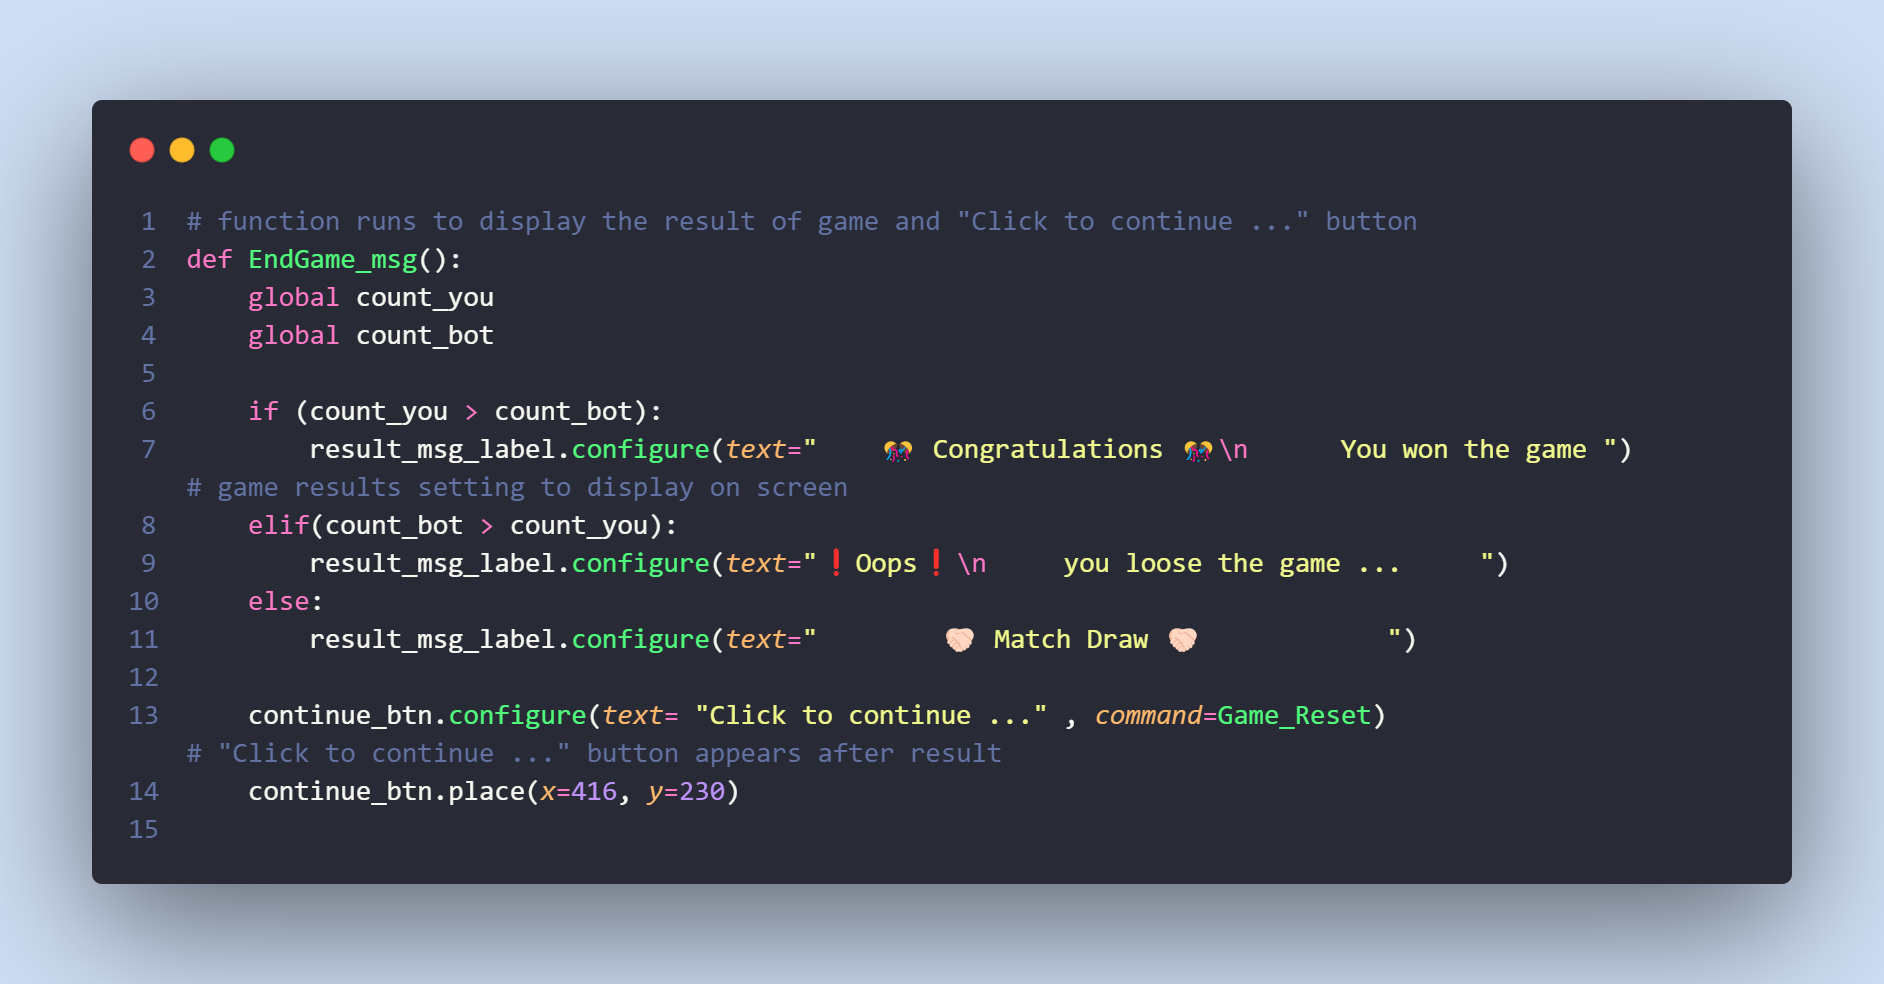 1 # function runs to display the result of game and "Click to continue ..." button
2 def EndGame_msg():
3     global count_you
4     global count_bot
5
6     if (count_you > count_bot):
7         result_msg_label.configure(text="    🎊 Congratulations 🎊\n      You won the game ")
# game results setting to display on screen
8     elif(count_bot > count_you):
9         result_msg_label.configure(text="❗Oops❗\n     you loose the game ...     ")
10     else:
11         result_msg_label.configure(text="        🤝🏻 Match Draw 🤝🏻            ")
12
13     continue_btn.configure(text= "Click to continue ..." , command=Game_Reset)
# "Click to continue ..." button appears after result
14     continue_btn.place(x=416, y=230)
15